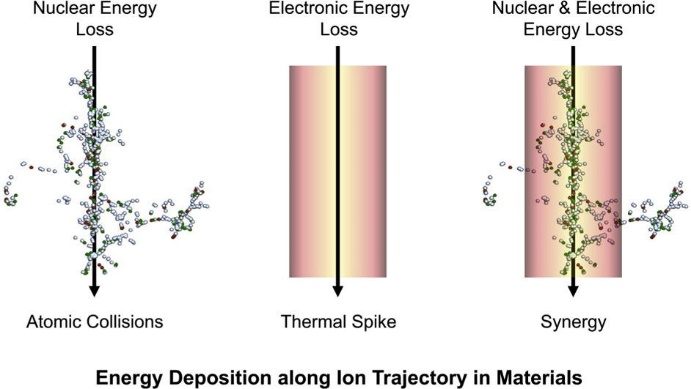 Nuclear Energy
Loss
Electronic Energy
Loss
Nuclear & Electronic
Energy Loss
Atomic Collisions
Thermal Spike
Synergy
Energy Deposition along Ion Trajectory in Materials